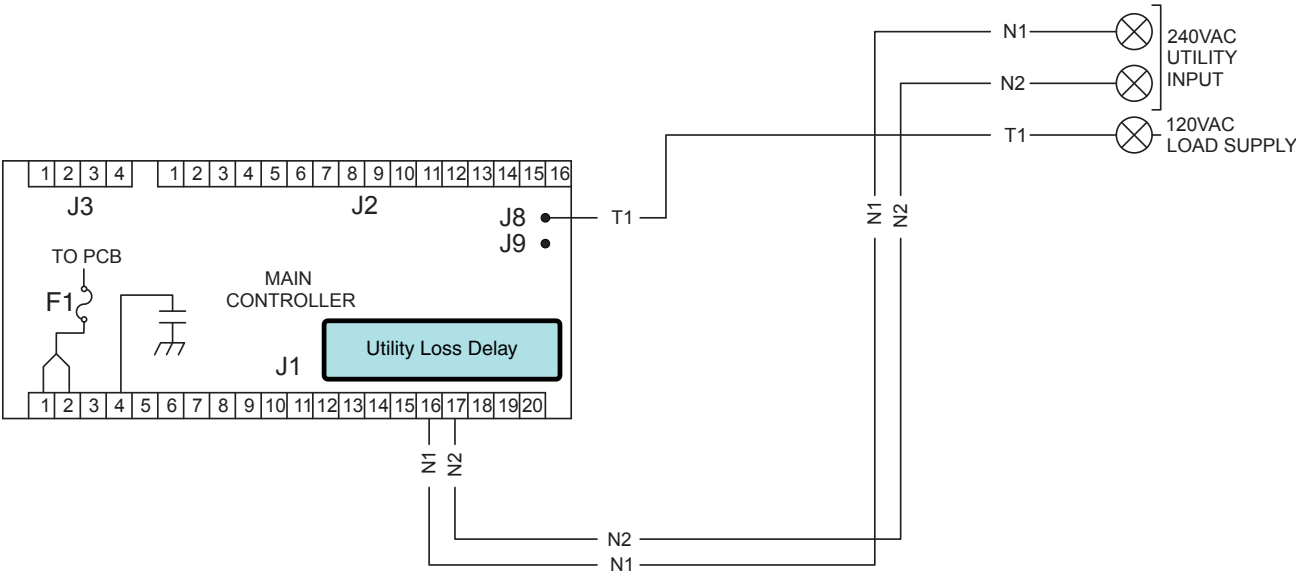 N1
240VAC
UTILITY
INPUT
N2
T1
120VAC
LOAD SUPPLY
1 2 3 4
1 2 3 4 5 6 7 8 9 10 11 12 13 14 15 16
J3
J2
J8
T1
J9
N1
N2
TO PCB
F1
MAIN
CONTROLLER
Utility Loss Delay
J1
1 2 3 4 5 6 7 8 9 10 11 12 13 14 15 16 17 18 19 20
N1
N2
N2
N1